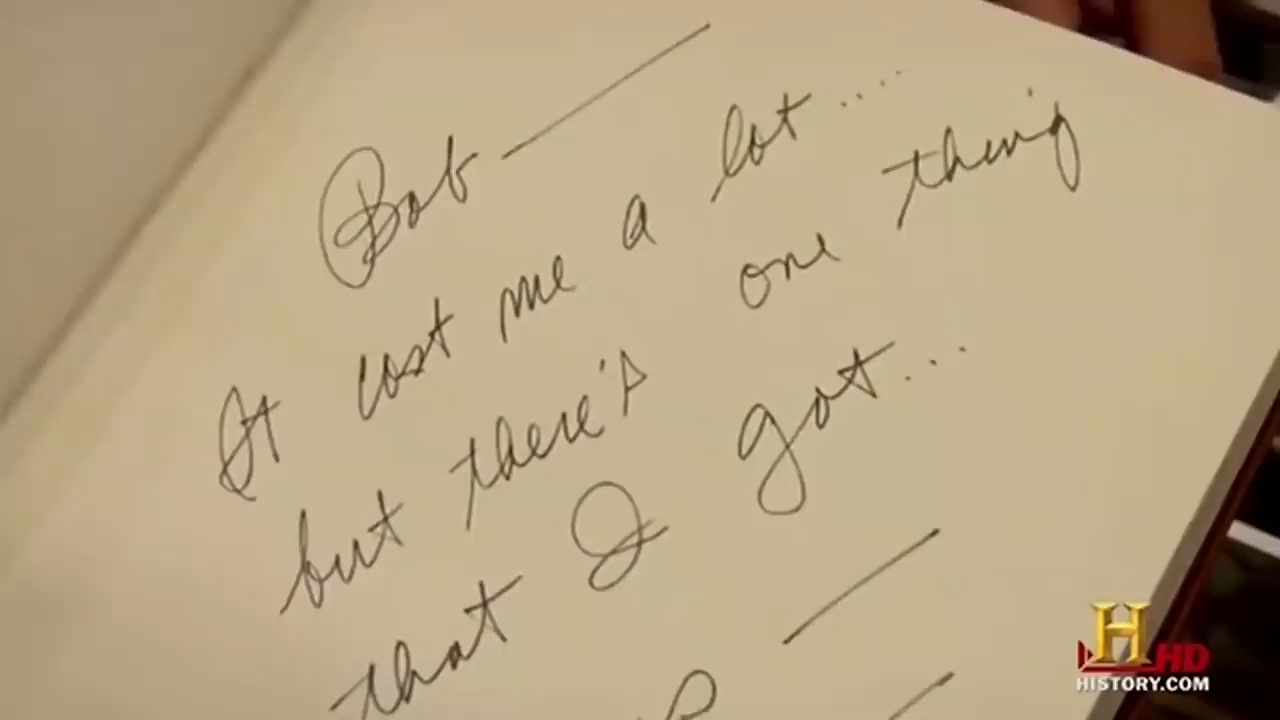 Bob —
It cost me a lot.....
but there's one thing
that I got...
H HD
HISTORY.COM